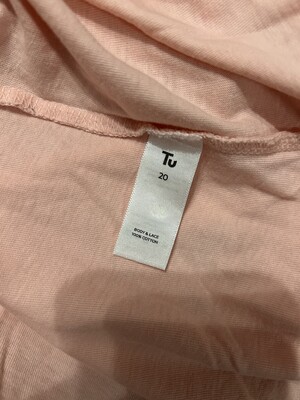 Tu
20
BODY & LACE
100% COTTON